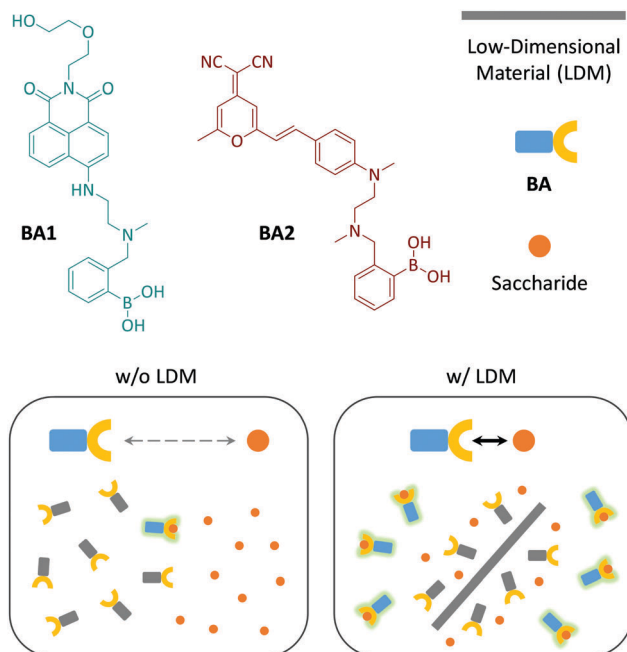 HO
O
N
O
O
HN
N
BA1
B
OH
OH
NC
CN
O
N
BA2
N
OH
B
OH
Low-Dimensional
Material (LDM)
BA
Saccharide
w/o LDM
w/ LDM